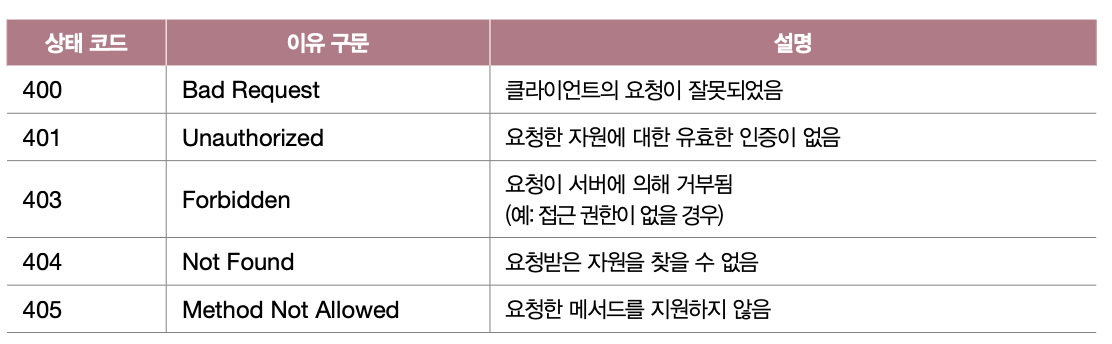 상태 코드 이유 구문 설명
400 Bad Request 클라이언트의 요청이 잘못되었음
401 Unauthorized 요청한 자원에 대한 유효한 인증이 없음
403 Forbidden 요청이 서버에 의해 거부됨
(예: 접근 권한이 없을 경우)
404 Not Found 요청받은 자원을 찾을 수 없음
405 Method Not Allowed 요청한 메서드를 지원하지 않음